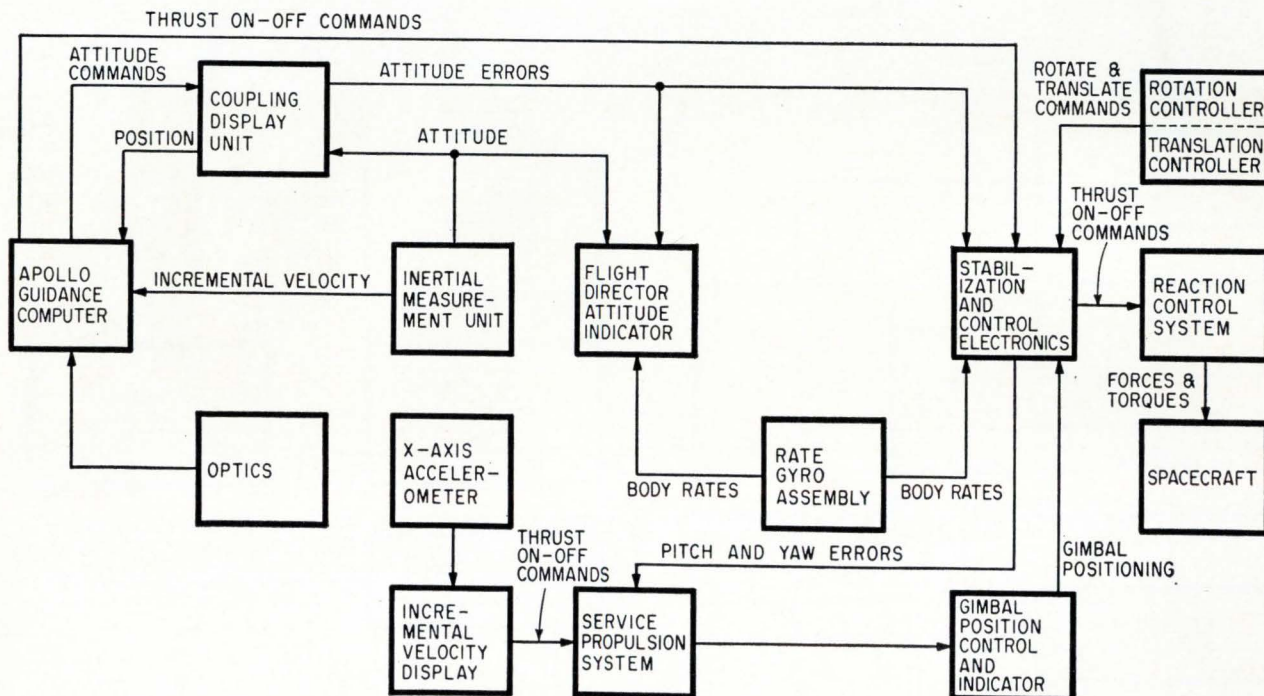 THRUST ON-OFF COMMANDS
ATTITUDE
COMMANDS
COUPLING
DISPLAY
UNIT
ATTITUDE ERRORS
ROTATE &
TRANSLATE
COMMANDS
ROTATION
CONTROLLER
TRANSLATION
CONTROLLER
POSITION
ATTITUDE
THRUST
ON-OFF
COMMANDS
APOLLO
GUIDANCE
COMPUTER
INCREMENTAL VELOCITY
INERTIAL
MEASURE-
MENT UNIT
FLIGHT
DIRECTOR
ATTITUDE
INDICATOR
STABIL-
IZATION
AND
CONTROL
ELECTRONICS
REACTION
CONTROL
SYSTEM
FORCES &
TORQUES
OPTICS
X-AXIS
ACCELER-
OMETER
BODY RATES
RATE
GYRO
ASSEMBLY
BODY RATES
SPACECRAFT
THRUST
ON-OFF
COMMANDS
PITCH AND YAW ERRORS
GIMBAL
POSITIONING
INCRE-
MENTAL
VELOCITY
DISPLAY
SERVICE
PROPULSION
SYSTEM
GIMBAL
POSITION
CONTROL
AND
INDICATOR